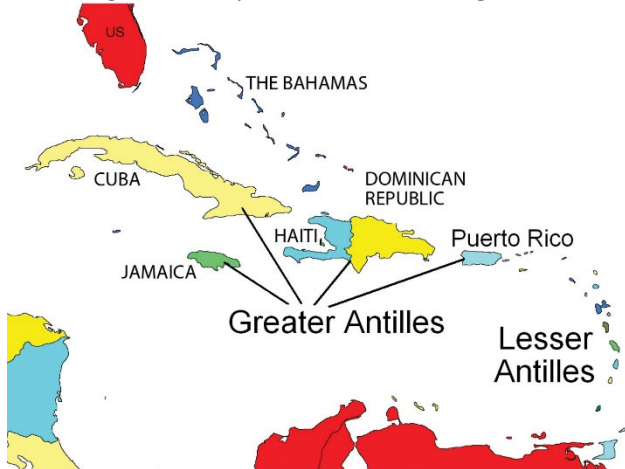 US
THE BAHAMAS
CUBA
DOMINICAN
REPUBLIC
HAITI
Puerto Rico
JAMAICA
Greater Antilles
Lesser
Antilles